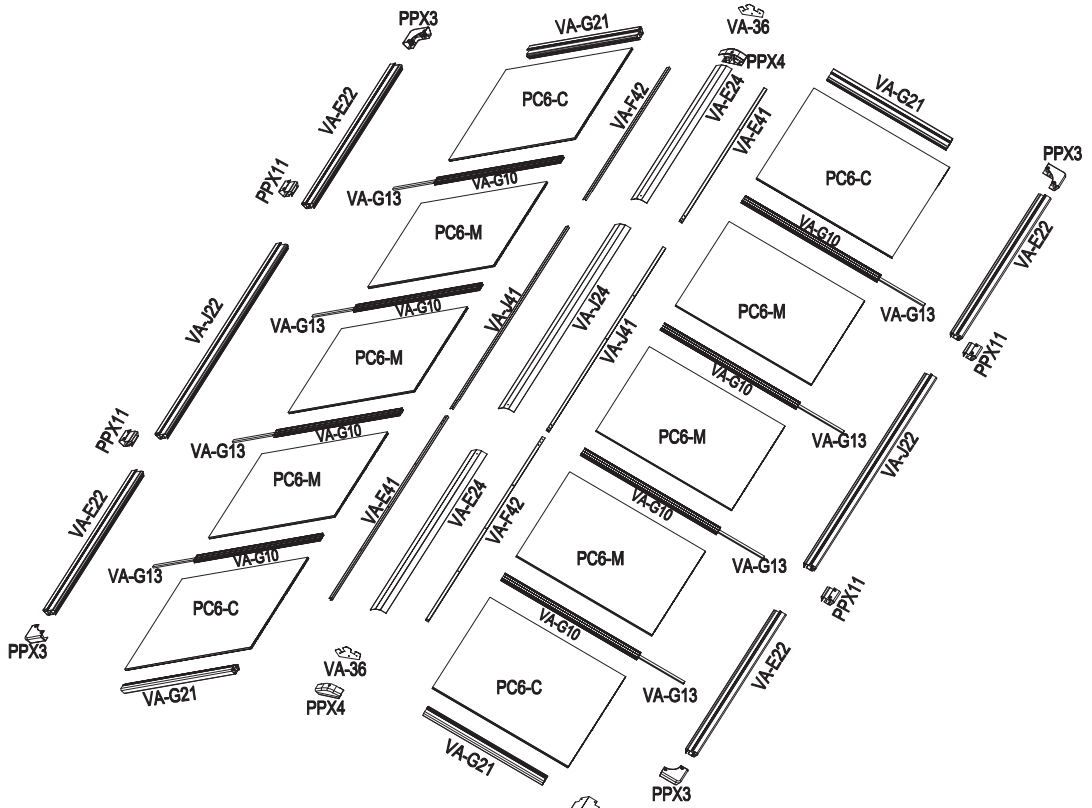 PPX3
VA-G21
VA-36
PPX4
VA-E22
PC6-C
VA-F42
VA-E24
VA-E41
VA-G21
PPX11
VA-G13
VA-G10
PC6-C
PPX3
PC6-M
VA-G10
VA-E22
VA-J22
VA-G13
VA-G10
VA-J41
VA-J24
VA-J41
PC6-M
VA-G13
PPX11
PC6-M
VA-G10
PPX11
VA-G13
VA-G10
PC6-M
VA-G13
VA-J22
VA-E22
PC6-M
VA-E41
VA-E24
VA-F42
VA-G10
VA-G13
VA-G10
PC6-M
VA-G13
PPX11
PC6-C
VA-G10
PPX3
VA-36
VA-G13
VA-E22
VA-G21
PPX4
PC6-C
VA-G21
PPX3